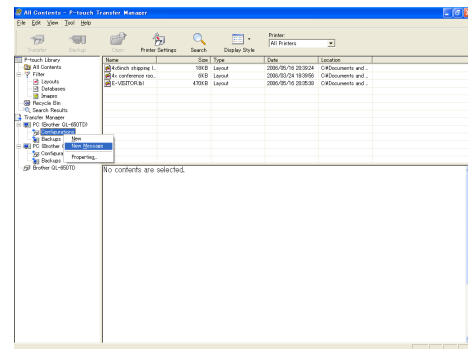 All Contents - P-touch Transfer Manager
File Edit View Tool Help
Transfer Backup Open Printer Settings Search Display Style
Printer:
All Printers
P-touch Library
All Contents
Filter
Layouts
Databases
Images
Recycle Bin
Search Results
Transfer Manager
PC (Brother QL-650TD)
Configurations
Backups
PC (Brother
Configura
Backups
Brother QL-650TD
New
New Message
Properties...
Name Size Type Date Location
4x6inch shipping l... 18KB Layout 2006/05/16 20:39:24 C:¥Documents and ...
4x conference roo... 6KB Layout 2006/03/24 18:39:56 C:¥Documents and ...
E-VISITOR.lbl 470KB Layout 2006/05/16 20:35:38 C:¥Documents and ...
No contents are selected.